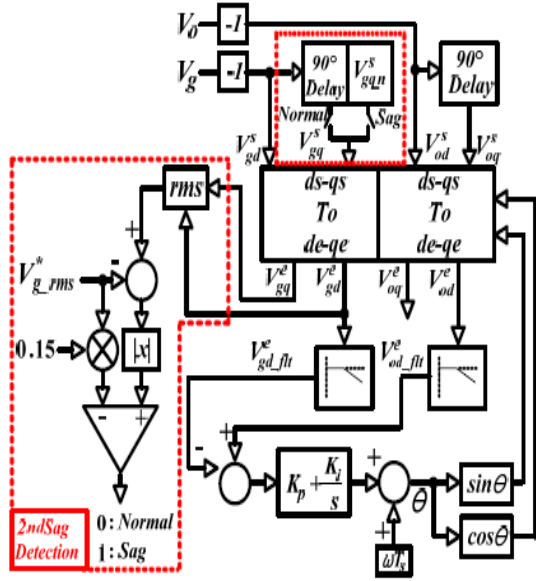 V_o -1
V_g -1
90°
Delay
V^s_gq_n
90°
Delay
Normal
Sag
V^s_gd
V^s_gq
V^s_od
V^s_oq
rms
ds-qs
To
de-qe
ds-qs
To
de-qe
+
-
V*_g_rms
V^e_gq
V^e_gd
V^e_oq
V^e_od
0.15
|x|
V^e_gd_flt
V^e_od_flt
- +
-
+
K_p + K_i/s
+
+
θ̂
sinθ̂
cosθ̂
ωT_s
2ndSag
Detection
0: Normal
1: Sag